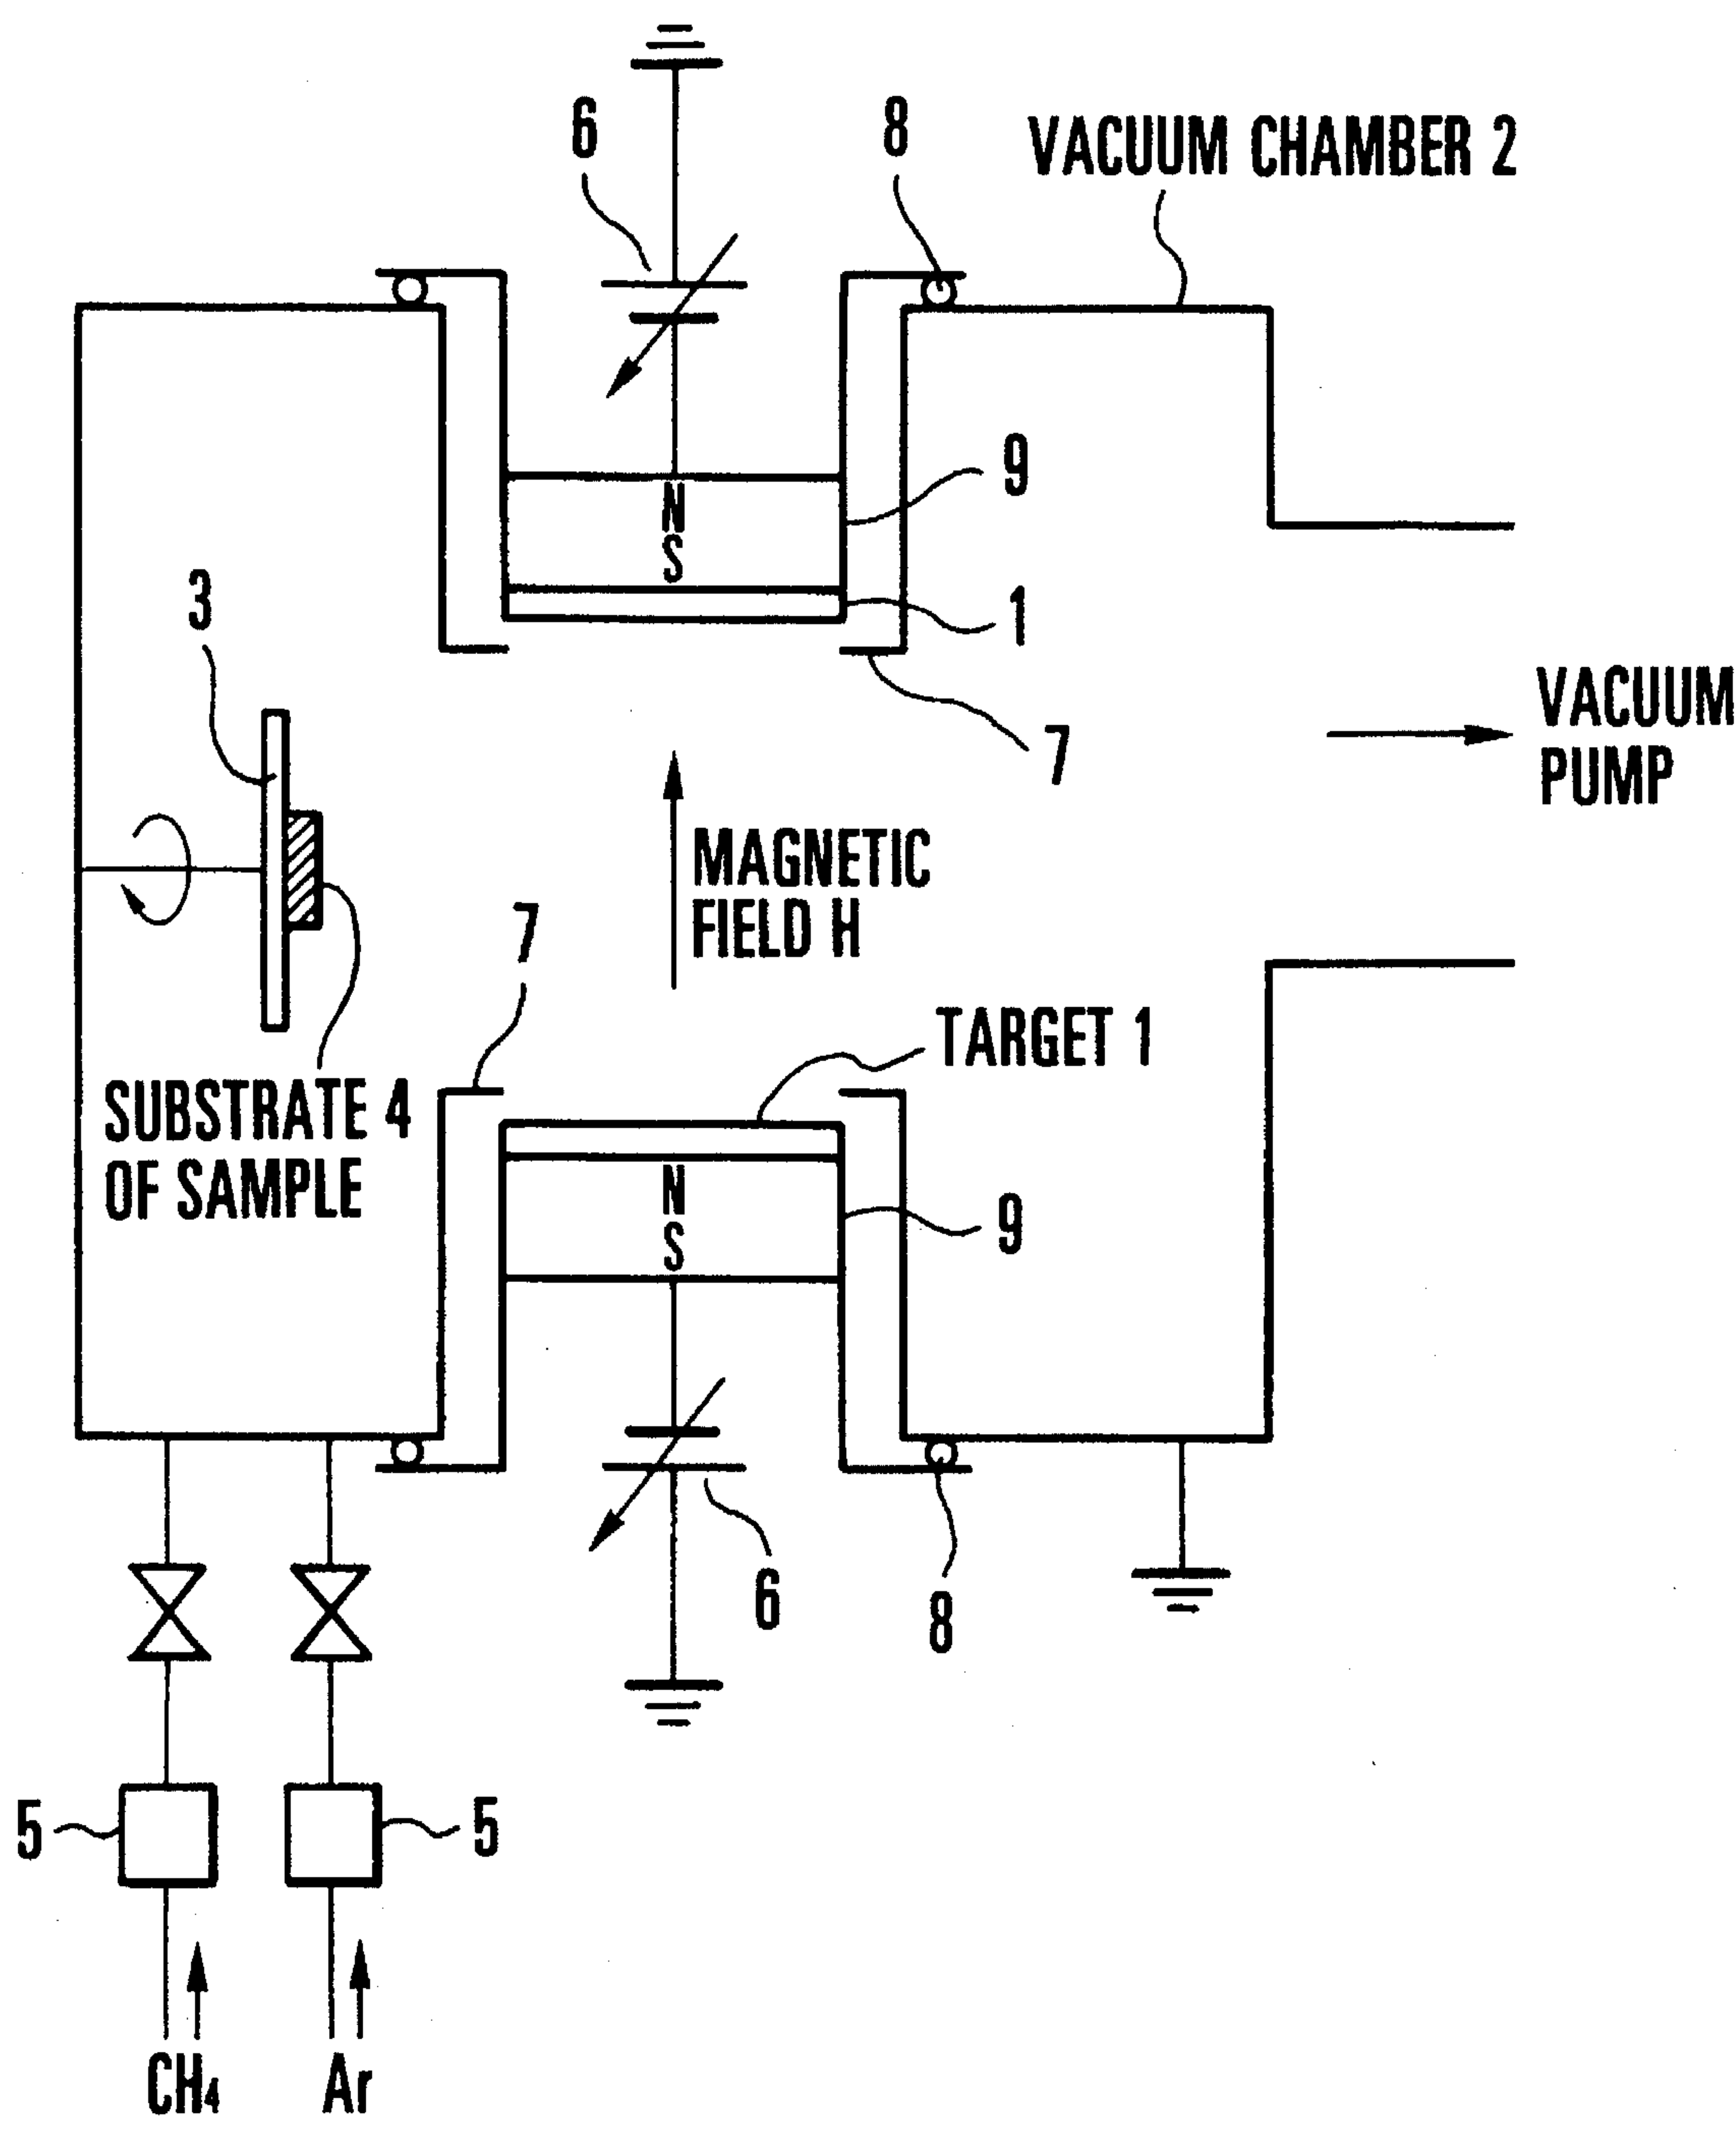 6
8
VACUUM CHAMBER 2
9
N
S
3
1
VACUUM
PUMP
7
MAGNETIC
FIELD H
7
TARGET 1
SUBSTRATE 4
OF SAMPLE
N
S
9
6
8
5
5
CH₄
Ar